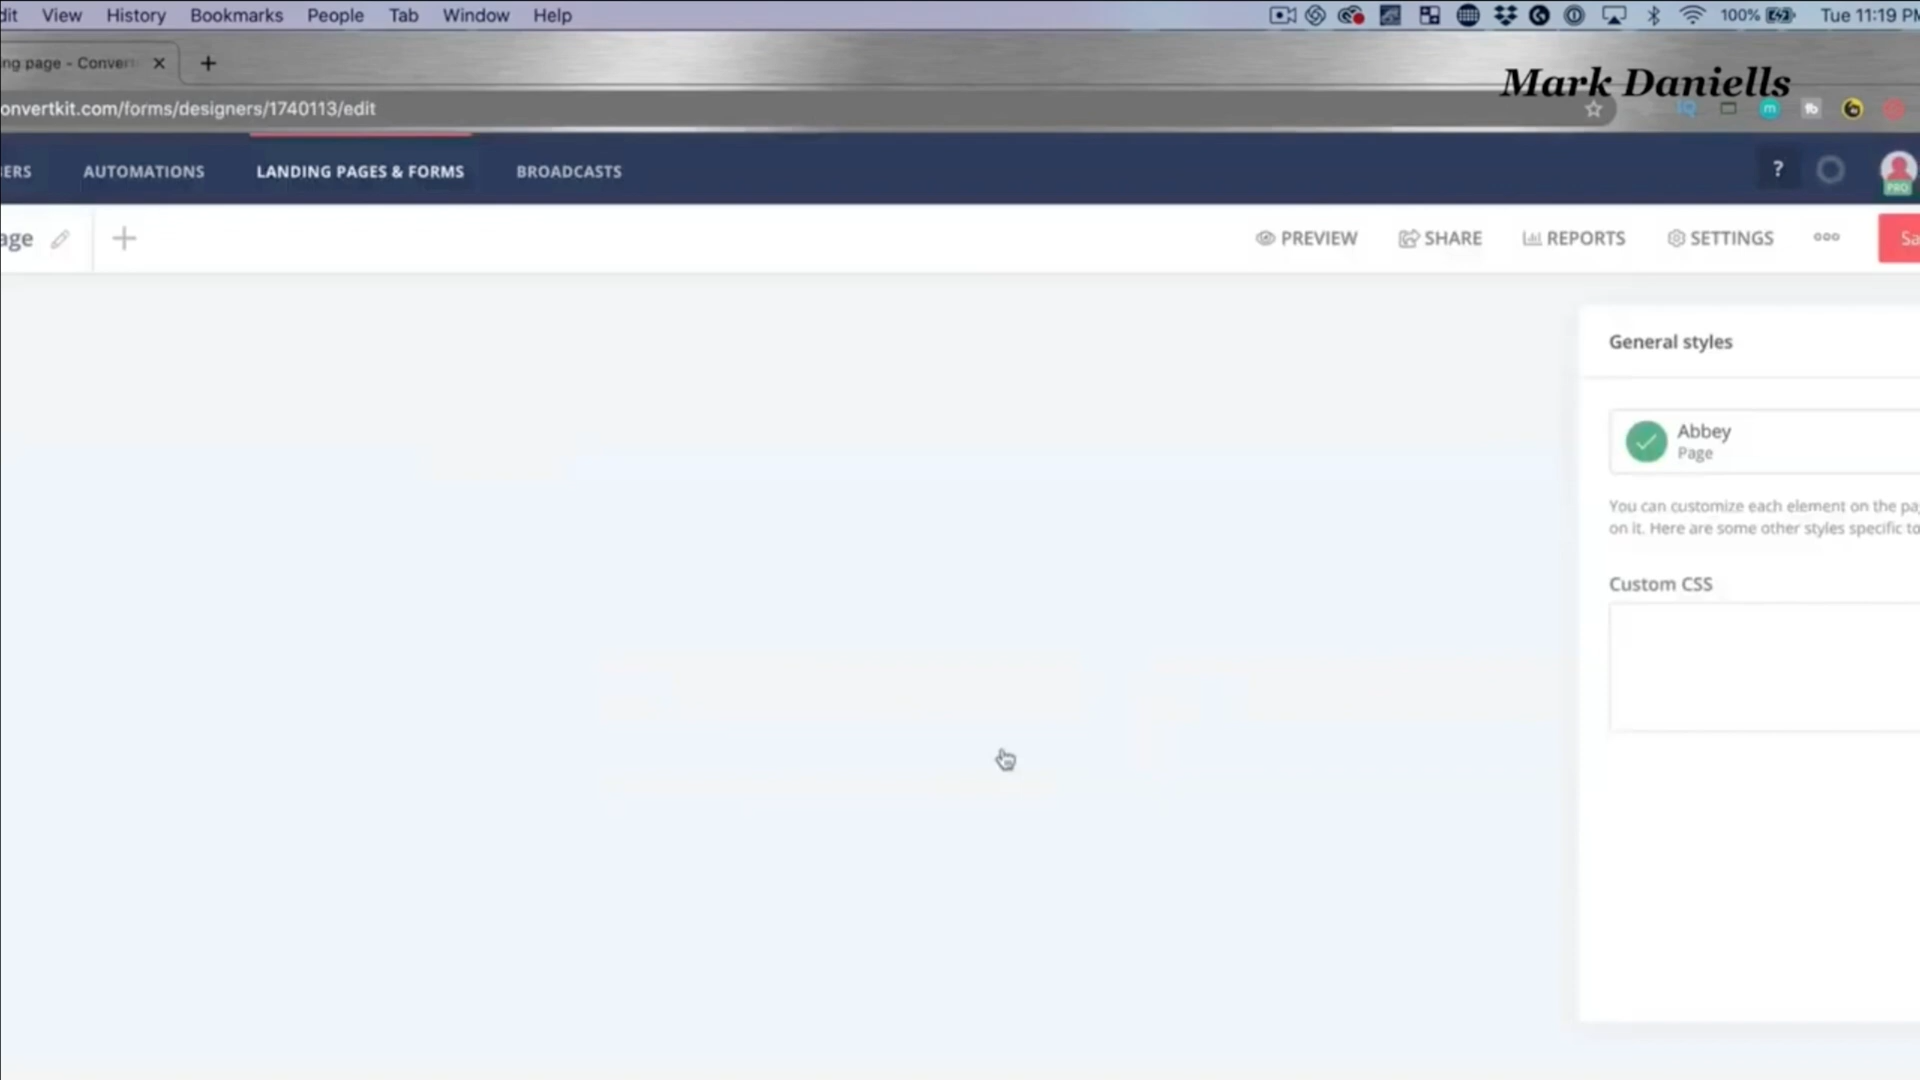 dit View History Bookmarks People Tab Window Help 100% Tue 11:19 PM
ng page - Convert
Mark Daniells
onvertkit.com/forms/designers/1740113/edit
ERS AUTOMATIONS LANDING PAGES & FORMS BROADCASTS ?
PRO
age PREVIEW SHARE REPORTS SETTINGS Sa
General styles
Abbey
Page
You can customize each element on the pag
on it. Here are some other styles specific to
Custom CSS